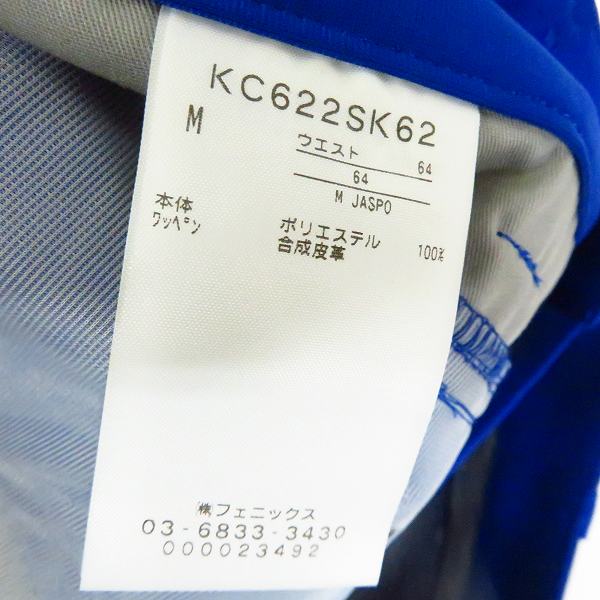 KC622SK62
M
ウエスト 64
64
M JASPO
本体 ポリエステル 100%
ワッペン 合成皮革
㈱フェニックス
03-6833-3430
000023492